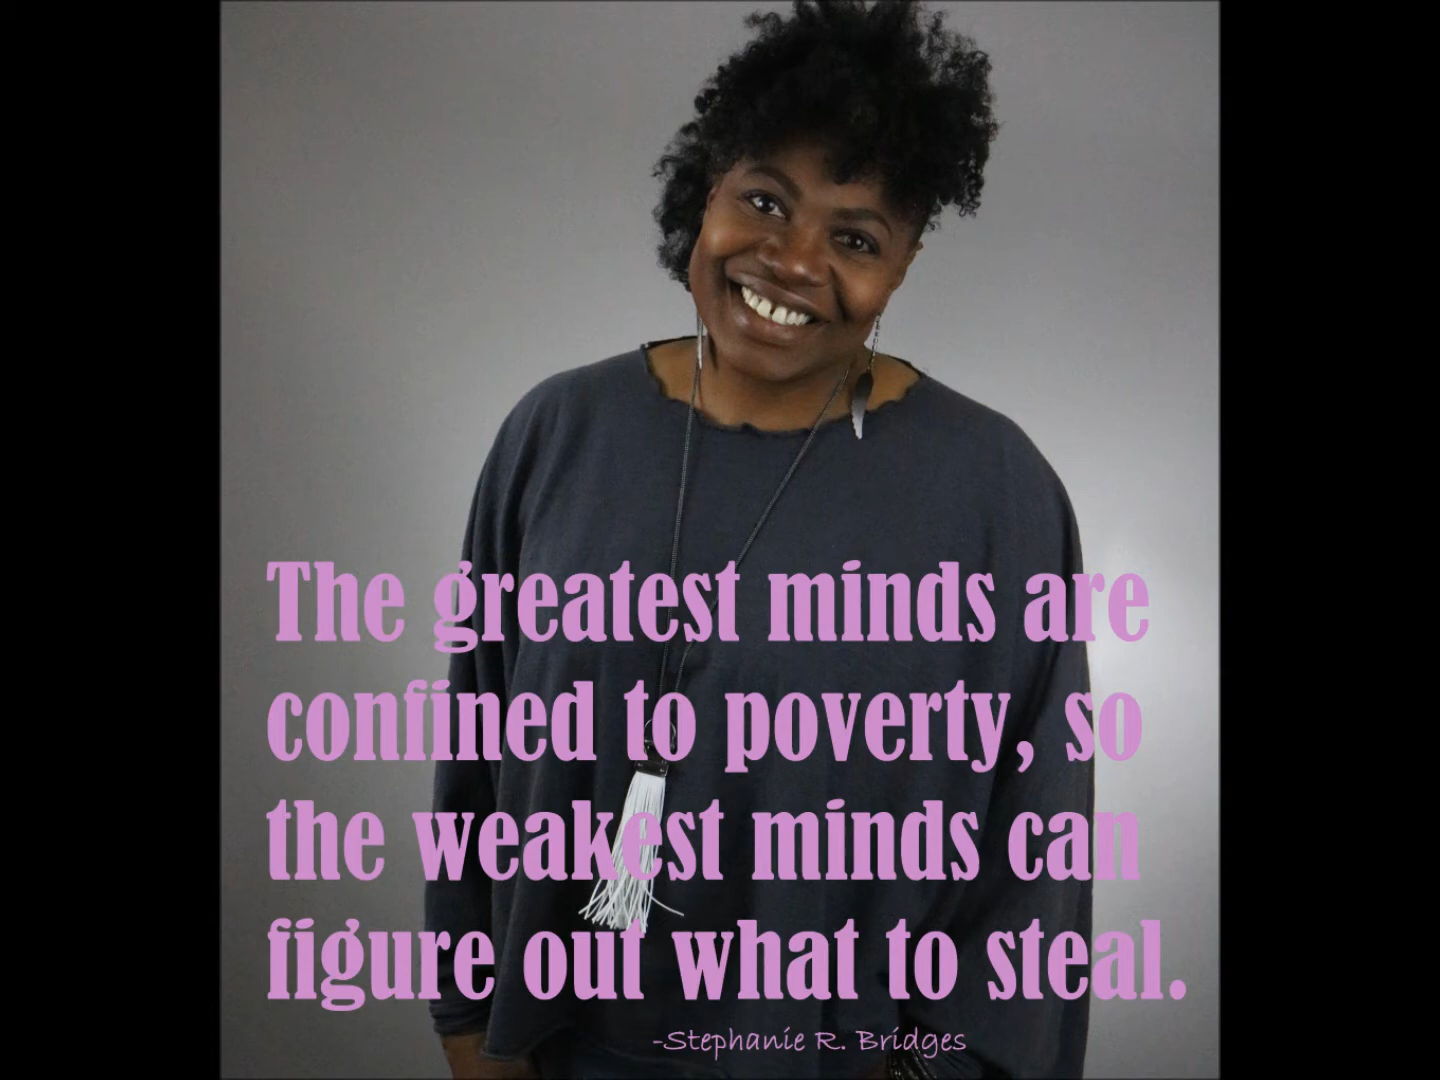 The greatest minds are
confined to poverty, so
the weakest minds can
figure out what to steal.
-Stephanie R. Bridges